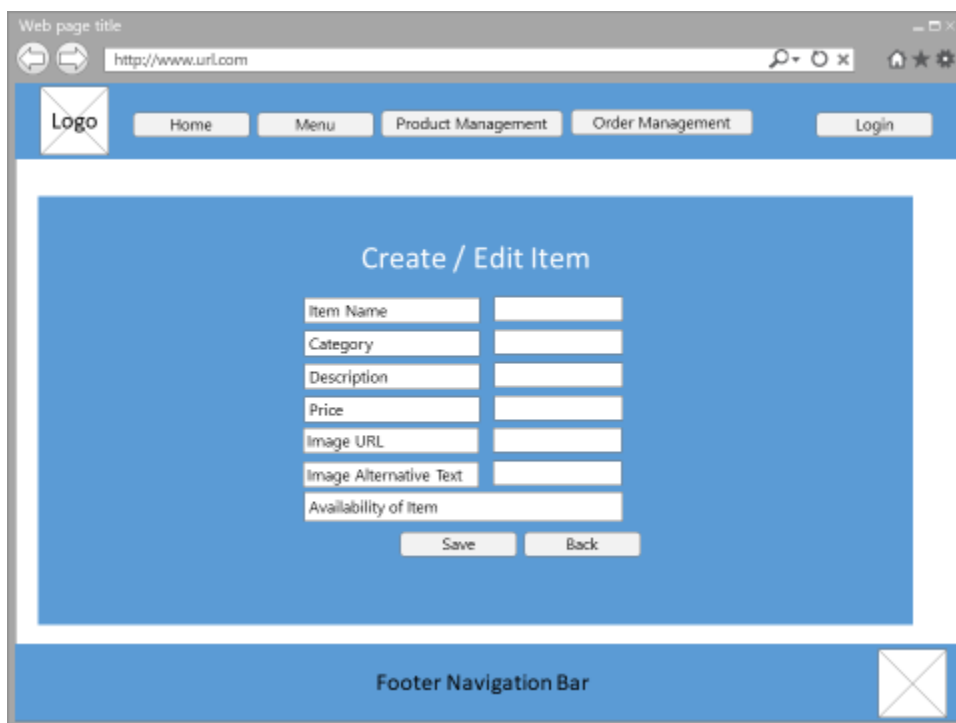 Web page title
http://www.url.com
Logo
Home
Menu
Product Management
Order Management
Login
Create / Edit Item
Item Name
Category
Description
Price
Image URL
Image Alternative Text
Availability of Item
Save
Back
Footer Navigation Bar